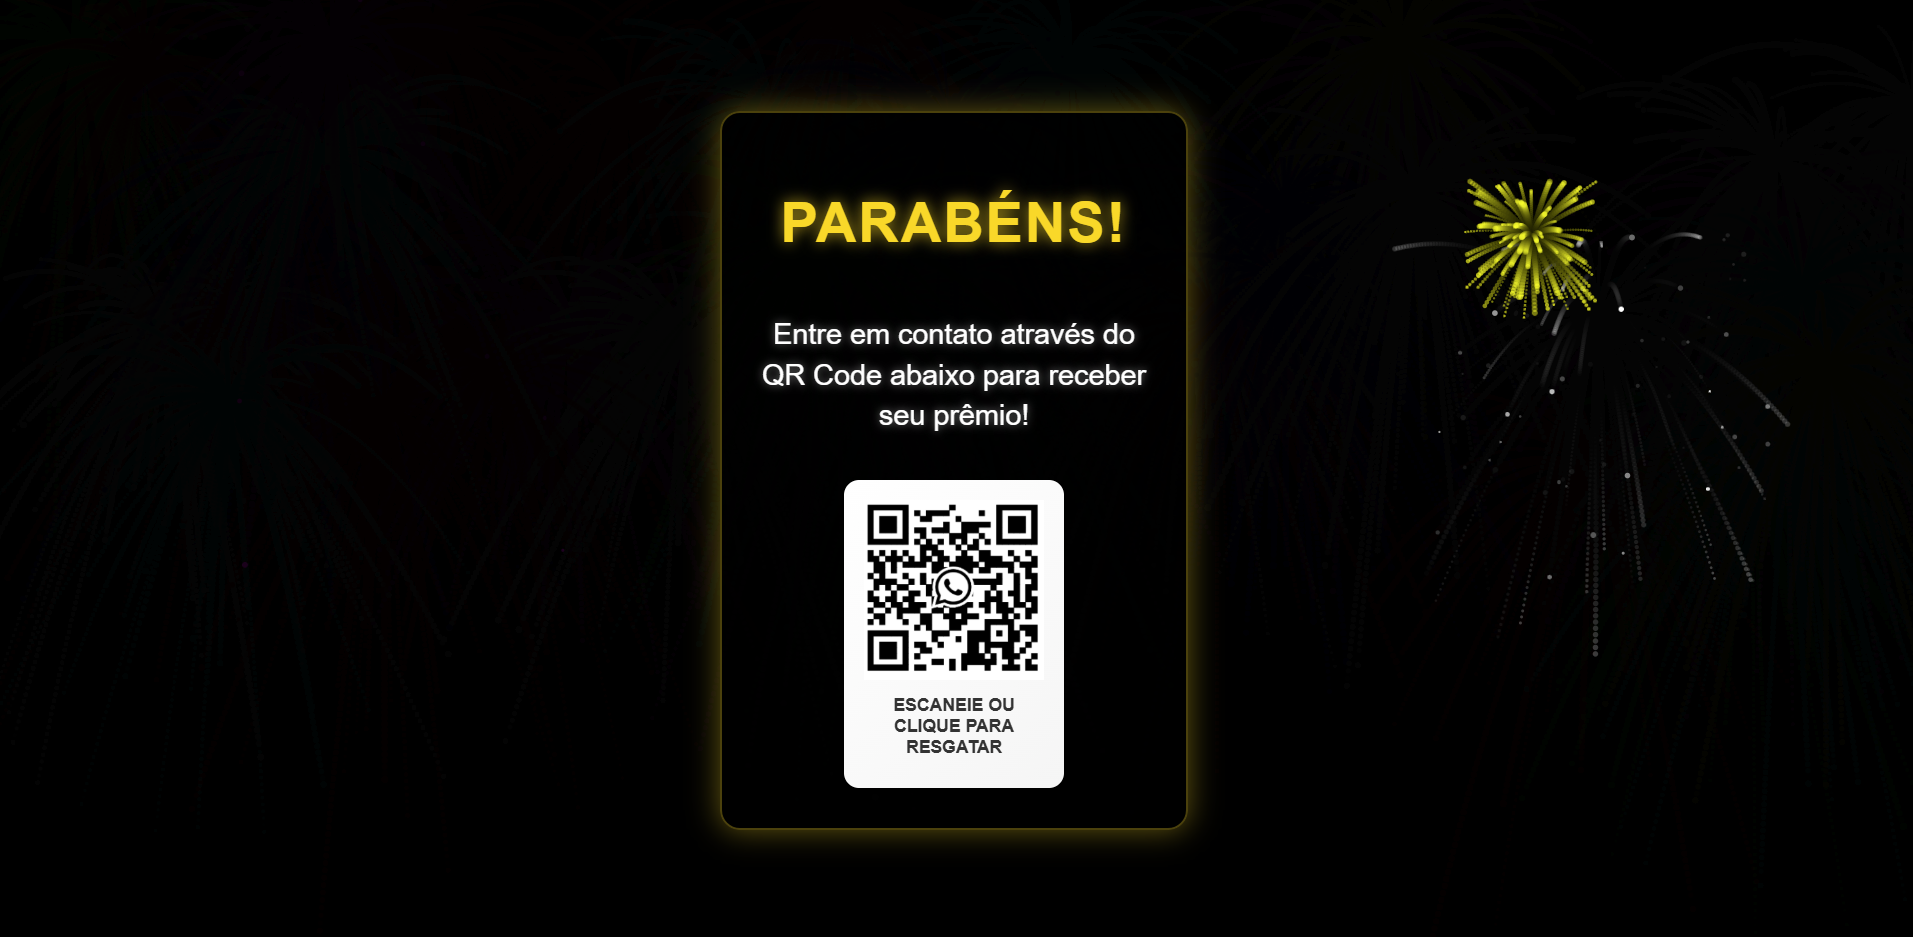 PARABÉNS!
Entre em contato através do
QR Code abaixo para receber
seu prêmio!
ESCANEIE OU
CLIQUE PARA
RESGATAR